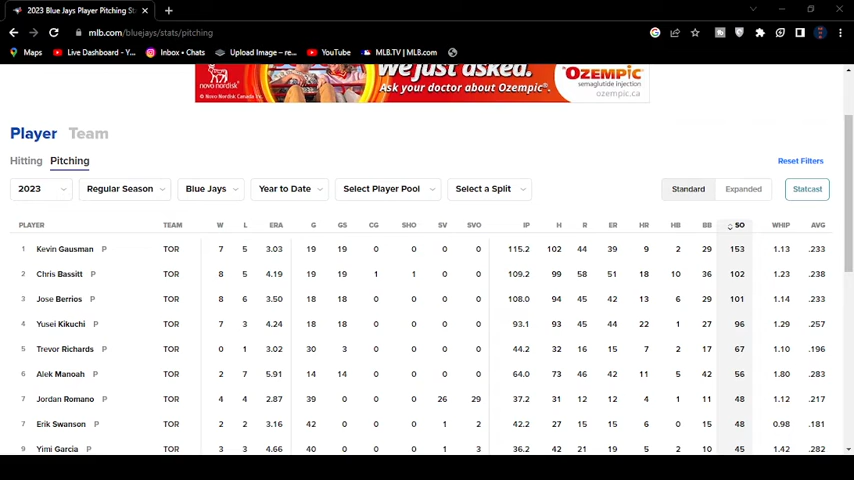 2023 Blue Jays Player Pitching St
mlb.com/bluejays/stats/pitching
Maps Live Dashboard - Yo... Inbox • Chats Upload Image – re... YouTube MLB.TV | MLB.com
novo nordisk We just asked. OZEMPIC
semaglutide injection
© Novo Nordisk Canada Ask your doctor about Ozempic®. ozempic.ca
Player Team
Hitting Pitching Reset Filters
2023 Regular Season Blue Jays Year to Date Select Player Pool Select a Split Standard Expanded Statcast
PLAYER TEAM W L ERA G GS CG SHO SV SVO IP H R ER HR HB BB SO WHIP AVG
1 Kevin Gausman P TOR 7 5 3.03 19 19 0 0 0 0 115.2 102 44 39 9 2 29 153 1.13 .233
2 Chris Bassitt P TOR 8 5 4.19 19 19 1 1 0 0 109.2 99 58 51 18 10 36 102 1.23 .238
3 Jose Berrios P TOR 8 6 3.50 18 18 0 0 0 0 108.0 94 45 42 13 6 29 101 1.14 .233
4 Yusei Kikuchi P TOR 7 3 4.24 18 18 0 0 0 0 93.1 93 45 44 22 1 27 96 1.29 .257
5 Trevor Richards P TOR 0 1 3.02 30 3 0 0 0 0 44.2 32 16 15 7 2 17 67 1.10 .196
6 Alek Manoah P TOR 2 7 5.91 14 14 0 0 0 0 64.0 73 46 42 11 5 42 56 1.80 .283
7 Jordan Romano P TOR 4 4 2.87 39 0 0 0 26 29 37.2 31 12 12 4 1 11 48 1.12 .217
7 Erik Swanson P TOR 2 2 3.16 42 0 0 0 1 2 42.2 27 15 15 6 0 15 48 0.98 .181
9 Yimi Garcia P TOR 3 3 4.66 40 0 0 0 1 3 36.2 42 21 19 5 2 10 45 1.42 .282